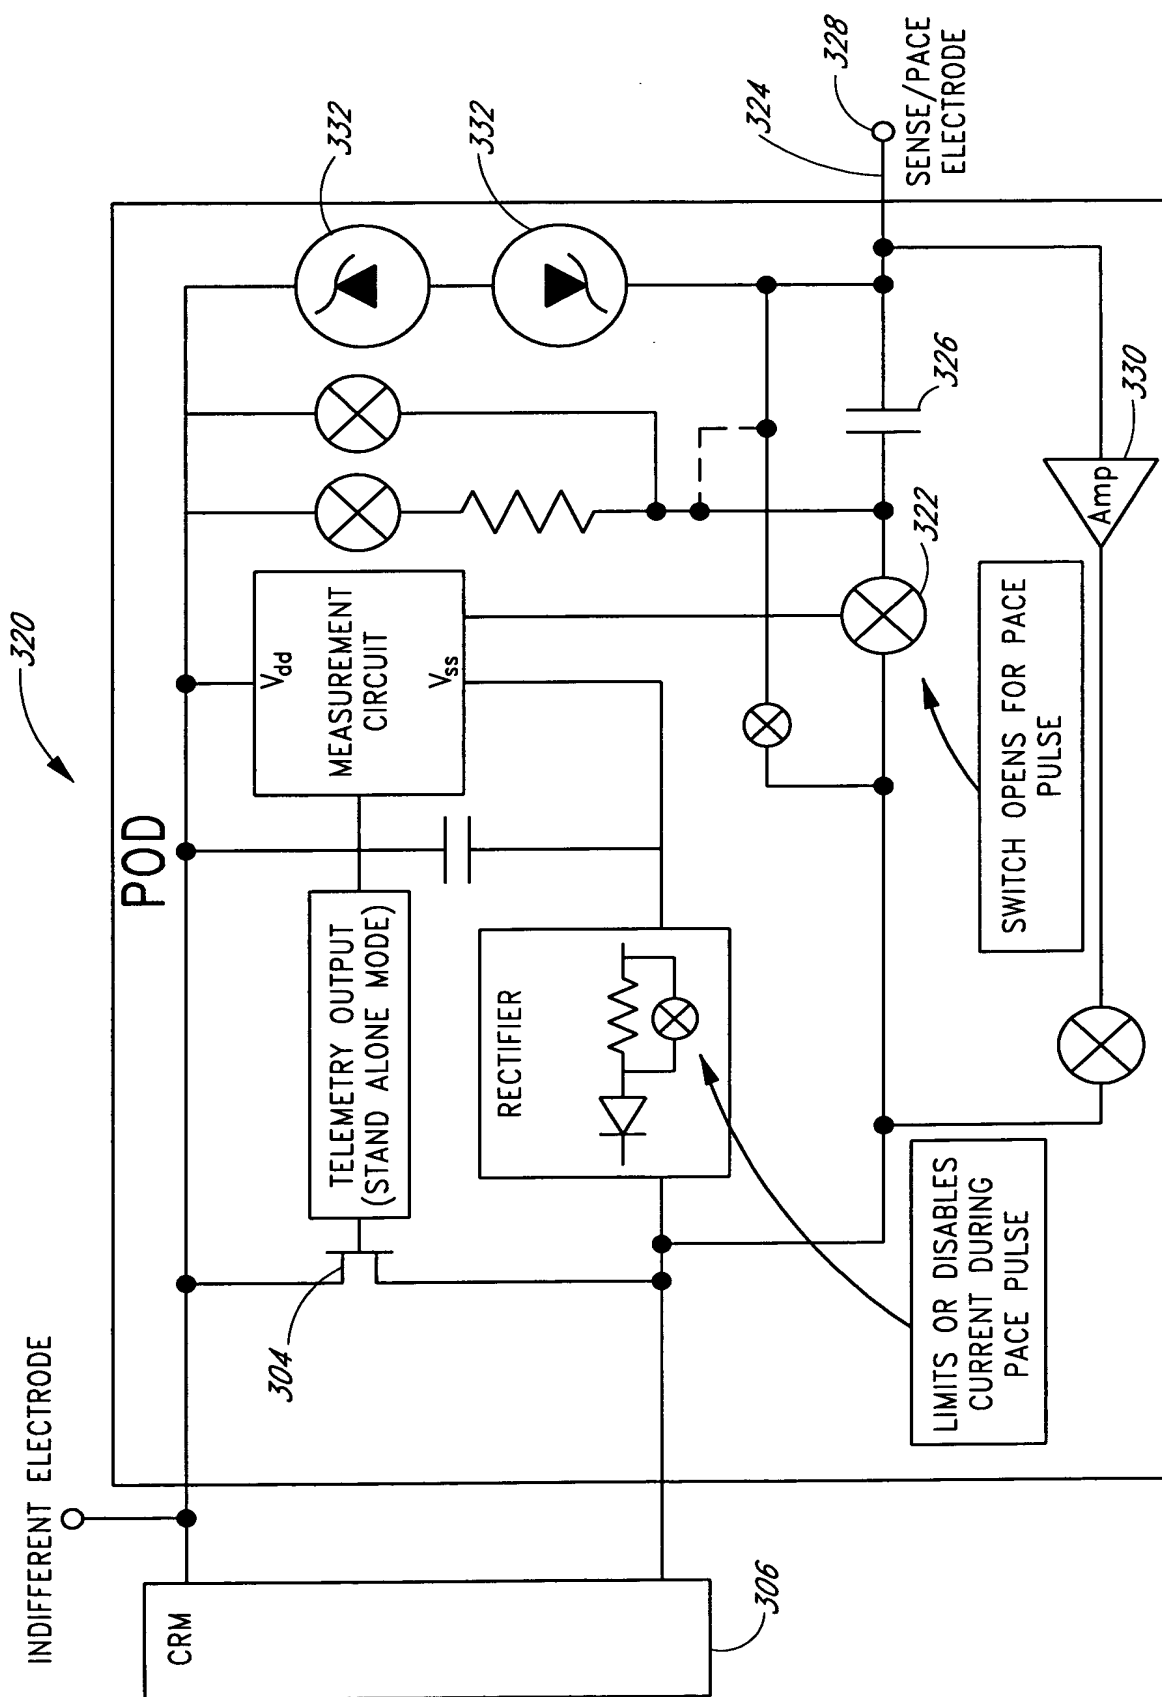 320
POD
INDIFFERENT ELECTRODE
CRM
306
304
TELEMETRY OUTPUT
(STAND ALONE MODE)
Vdd
MEASUREMENT
CIRCUIT
Vss
RECTIFIER
LIMITS OR DISABLES
CURRENT DURING
PACE PULSE
SWITCH OPENS FOR PACE
PULSE
322
326
Amp
330
332
332
324
328
SENSE/PACE
ELECTRODE